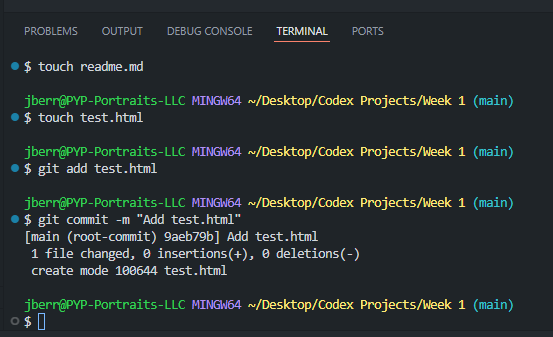 PROBLEMS OUTPUT DEBUG CONSOLE TERMINAL PORTS
$ touch readme.md
jberr@PYP-Portraits-LLC MINGW64 ~/Desktop/Codex Projects/Week 1 (main)
$ touch test.html
jberr@PYP-Portraits-LLC MINGW64 ~/Desktop/Codex Projects/Week 1 (main)
$ git add test.html
jberr@PYP-Portraits-LLC MINGW64 ~/Desktop/Codex Projects/Week 1 (main)
$ git commit -m "Add test.html"
[main (root-commit) 9aeb79b] Add test.html
 1 file changed, 0 insertions(+), 0 deletions(-)
 create mode 100644 test.html
jberr@PYP-Portraits-LLC MINGW64 ~/Desktop/Codex Projects/Week 1 (main)
$